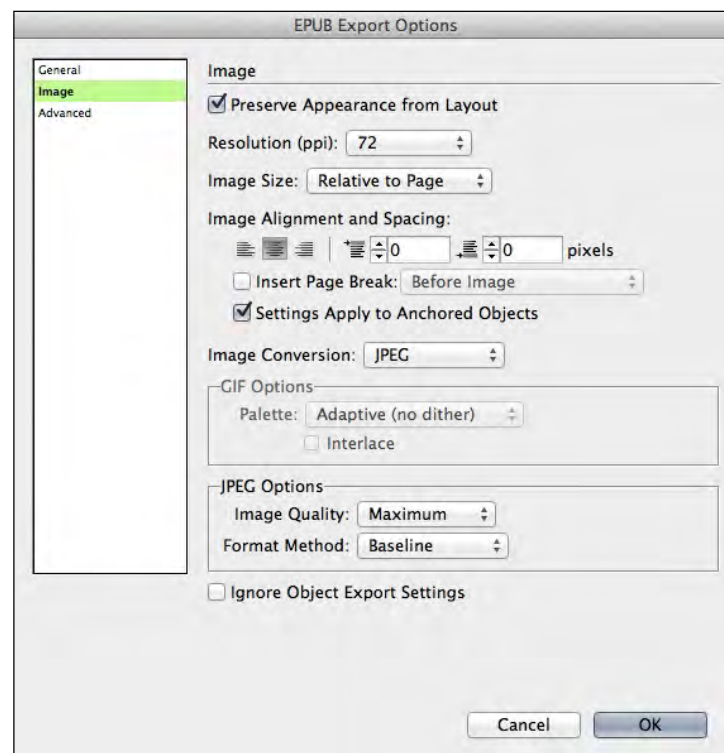 EPUB Export Options
General
Image
Advanced
Image
Preserve Appearance from Layout
Resolution (ppi): 72
Image Size: Relative to Page
Image Alignment and Spacing:
0 0 pixels
Insert Page Break: Before Image
Settings Apply to Anchored Objects
Image Conversion: JPEG
GIF Options
Palette: Adaptive (no dither)
Interlace
JPEG Options
Image Quality: Maximum
Format Method: Baseline
Ignore Object Export Settings
Cancel OK